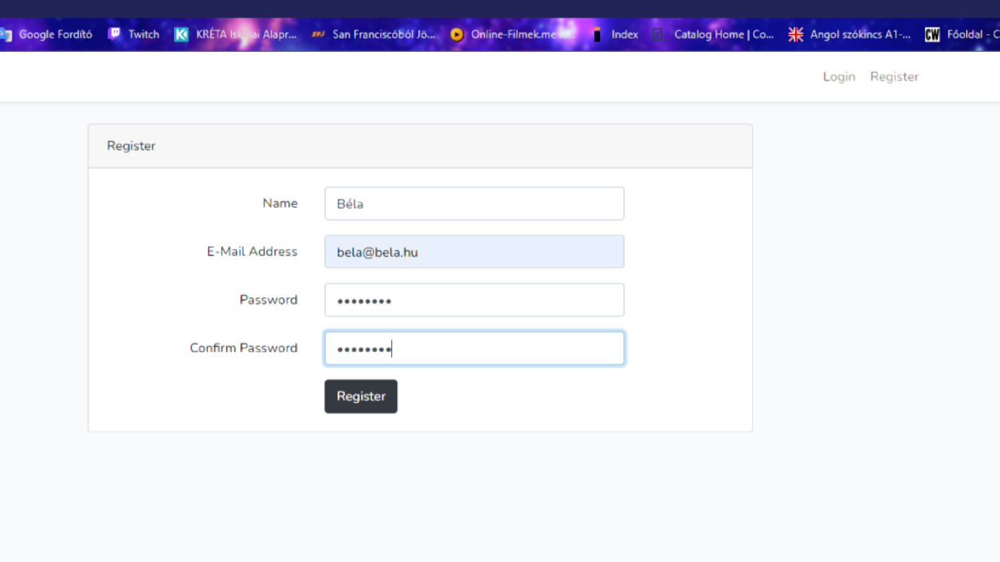 Google Fordító Twitch KRÉTA Iskolai Alapr... San Franciscóból Jö... Online-Filmek.me Index Catalog Home | Co... Angol szókincs A1-... Főoldal - C
Login Register
Register
Name Béla
E-Mail Address bela@bela.hu
Password ••••••••
Confirm Password ••••••••
Register